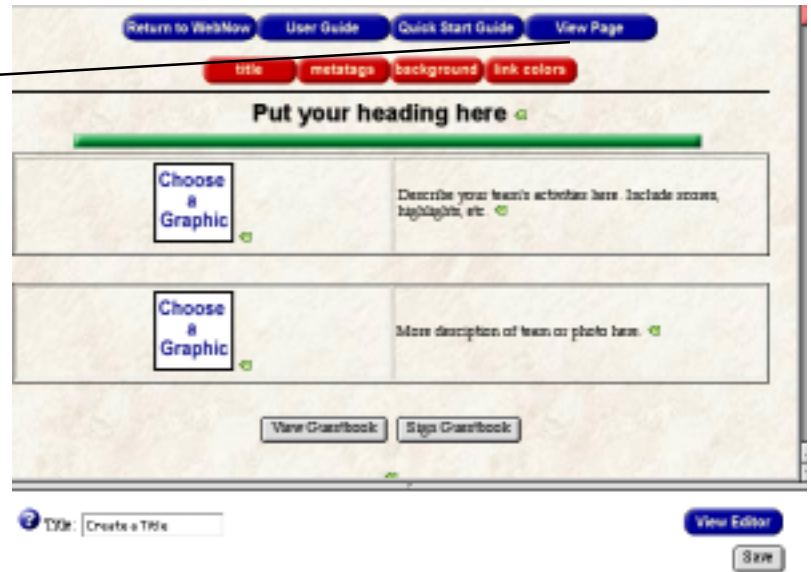 Return to WebNow User Guide Quick Start Guide View Page
title metatags background link colors
Put your heading here
Choose
a
Graphic
Describe your team's activities here. Include scores,
highlights, etc.
Choose
a
Graphic
More desciption of team or photo here.
View Guestbook Sign Guestbook
? Title: Create a Title
View Editor
Save